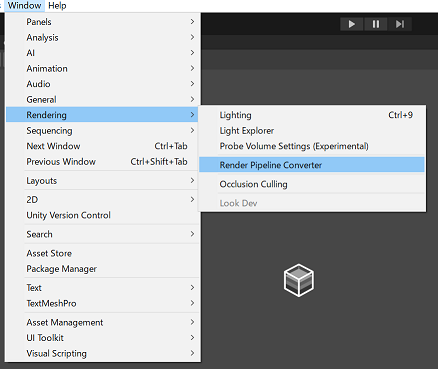 Window Help
Panels
Analysis
AI
Animation
Audio
General
Rendering
Sequencing
Next Window Ctrl+Tab
Previous Window Ctrl+Shift+Tab
Layouts
2D
Unity Version Control
Search
Asset Store
Package Manager
Text
TextMeshPro
Asset Management
UI Toolkit
Visual Scripting
Lighting Ctrl+9
Light Explorer
Probe Volume Settings (Experimental)
Render Pipeline Converter
Occlusion Culling
Look Dev